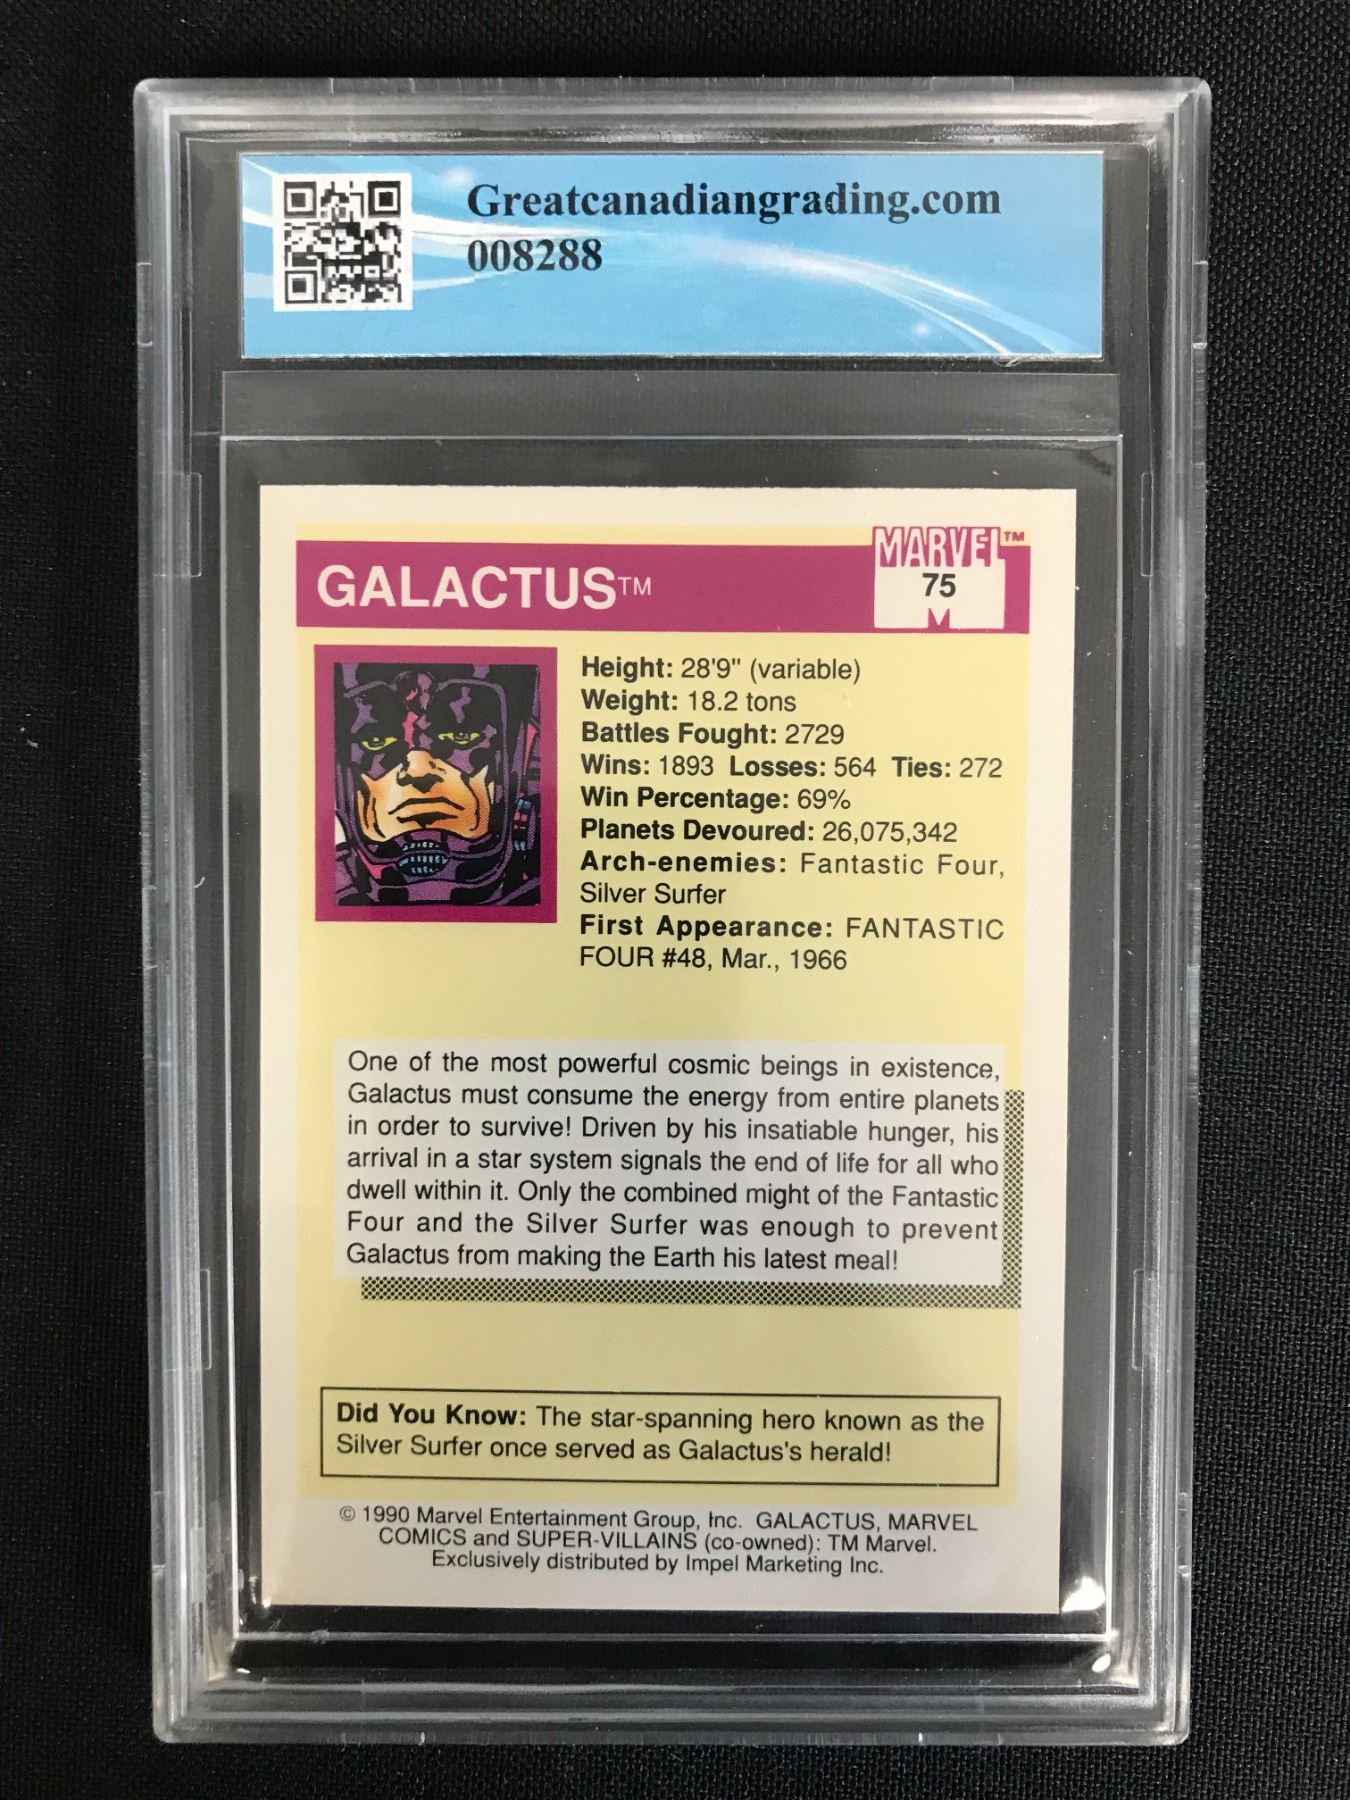 Greatcanadiangrading.com
008288
GALACTUS™
MARVEL™
75
Height: 28'9" (variable)
Weight: 18.2 tons
Battles Fought: 2729
Wins: 1893 Losses: 564 Ties: 272
Win Percentage: 69%
Planets Devoured: 26,075,342
Arch-enemies: Fantastic Four,
Silver Surfer
First Appearance: FANTASTIC
FOUR #48, Mar., 1966
One of the most powerful cosmic beings in existence,
Galactus must consume the energy from entire planets
in order to survive! Driven by his insatiable hunger, his
arrival in a star system signals the end of life for all who
dwell within it. Only the combined might of the Fantastic
Four and the Silver Surfer was enough to prevent
Galactus from making the Earth his latest meal!
Did You Know: The star-spanning hero known as the
Silver Surfer once served as Galactus's herald!
© 1990 Marvel Entertainment Group, Inc. GALACTUS, MARVEL
COMICS and SUPER-VILLAINS (co-owned): TM Marvel.
Exclusively distributed by Impel Marketing Inc.